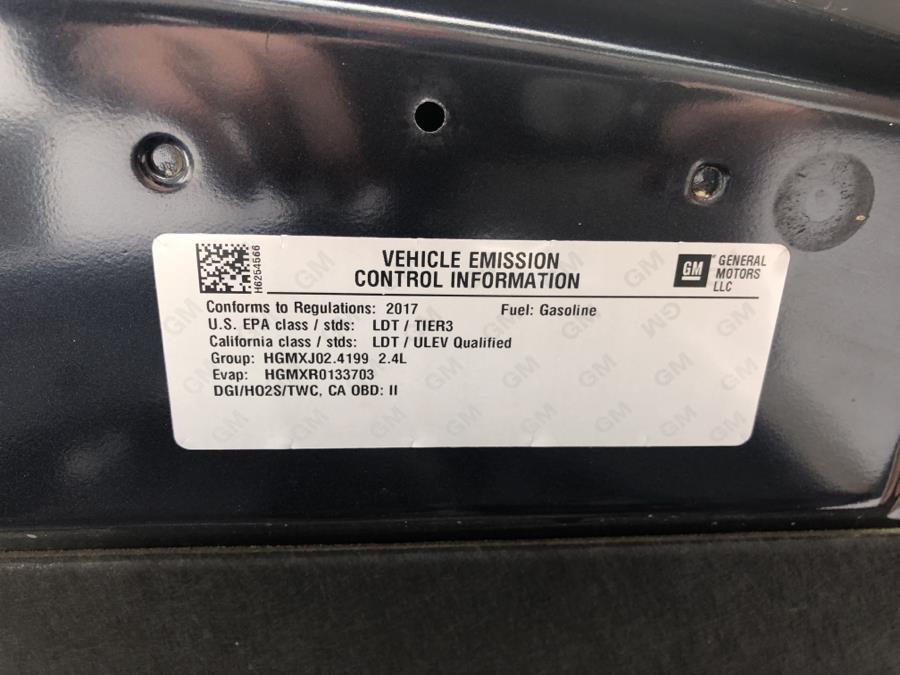 H6254566
VEHICLE EMISSION
CONTROL INFORMATION
GM
GENERAL
MOTORS
LLC
Conforms to Regulations: 2017 Fuel: Gasoline
U.S. EPA class / stds: LDT / TIER3
California class / stds: LDT / ULEV Qualified
Group: HGMXJ02.4199 2.4L
Evap: HGMXR0133703
DGI/HO2S/TWC, CA OBD: II